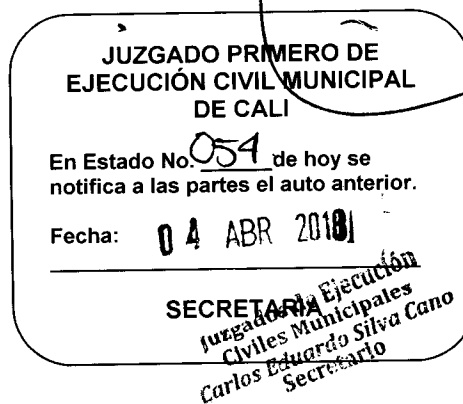 JUZGADO PRIMERO DE
EJECUCIÓN CIVIL MUNICIPAL
DE CALI
En Estado No. 054 de hoy se
notifica a las partes el auto anterior.
Fecha: 04 ABR 2018
SECRETARIA
Juzgados de Ejecución
Civiles Municipales
Carlos Eduardo Silva Cano
Secretario